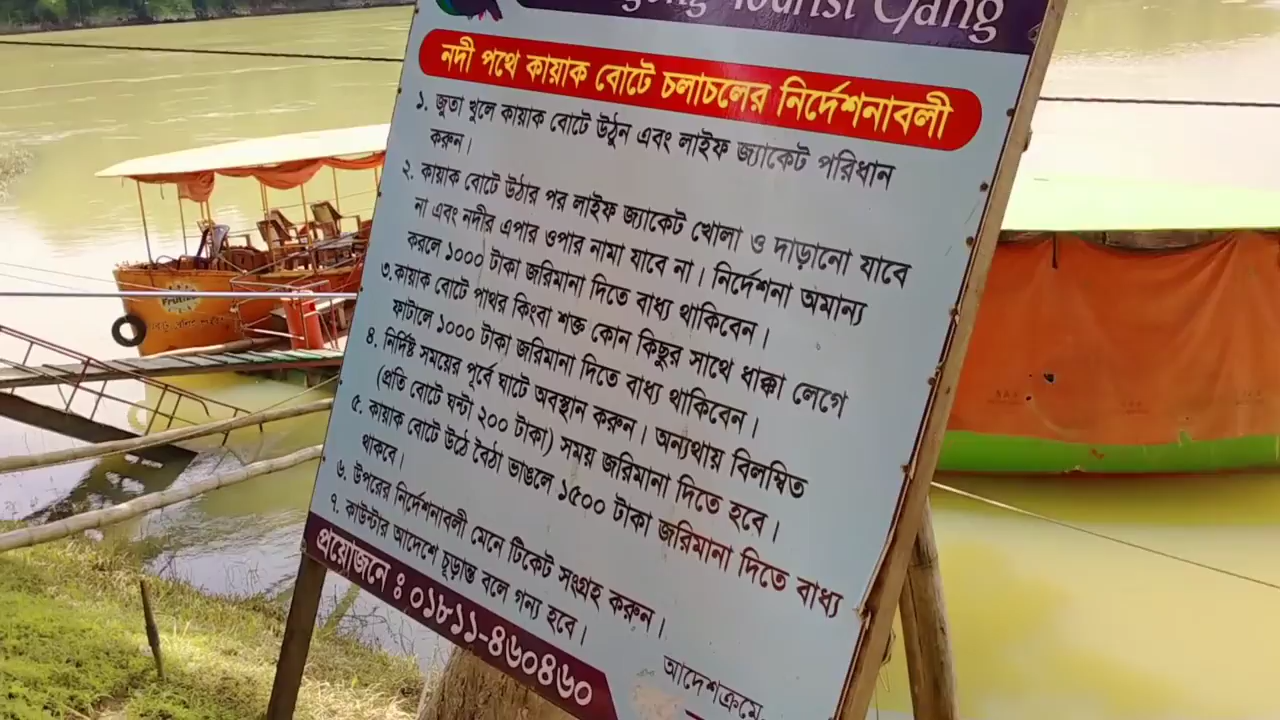 Tourist Gang
নদী পথে কায়াক বোটে চলাচলের নির্দেশনাবলী
১. জুতা খুলে কায়াক বোটে উঠুন এবং লাইফ জ্যাকেট পরিধান
করুন।
২. কায়াক বোটে উঠার পর লাইফ জ্যাকেট খোলা ও দাড়ানো যাবে
না এবং নদীর এপার ওপার নামা যাবে না। নির্দেশনা অমান্য
করলে ১০০০ টাকা জরিমানা দিতে বাধ্য থাকিবেন।
৩.কায়াক বোটে পাথর কিংবা শক্ত কোন কিছুর সাথে ধাক্কা লেগে
ফাটালে ১০০০ টাকা জরিমানা দিতে বাধ্য থাকিবেন।
৪. নির্দিষ্ট সময়ের পূর্বে ঘাটে অবস্থান করুন। অন্যথায় বিলম্বিত
(প্রতি বোটে ঘন্টা ২০০ টাকা) সময় জরিমানা দিতে হবে।
৫. কায়াক বোটে উঠে বৈঠা ভাঙলে ১৫০০ টাকা জরিমানা দিতে বাধ্য
থাকবে।
৬. উপরের নির্দেশনাবলী মেনে টিকেট সংগ্রহ করুন।
৭. কাউন্টার আদেশে চূড়ান্ত বলে গন্য হবে।
প্রয়োজনে : ০১৮১১-৪৬০৪৬০
আদেশক্রমে,